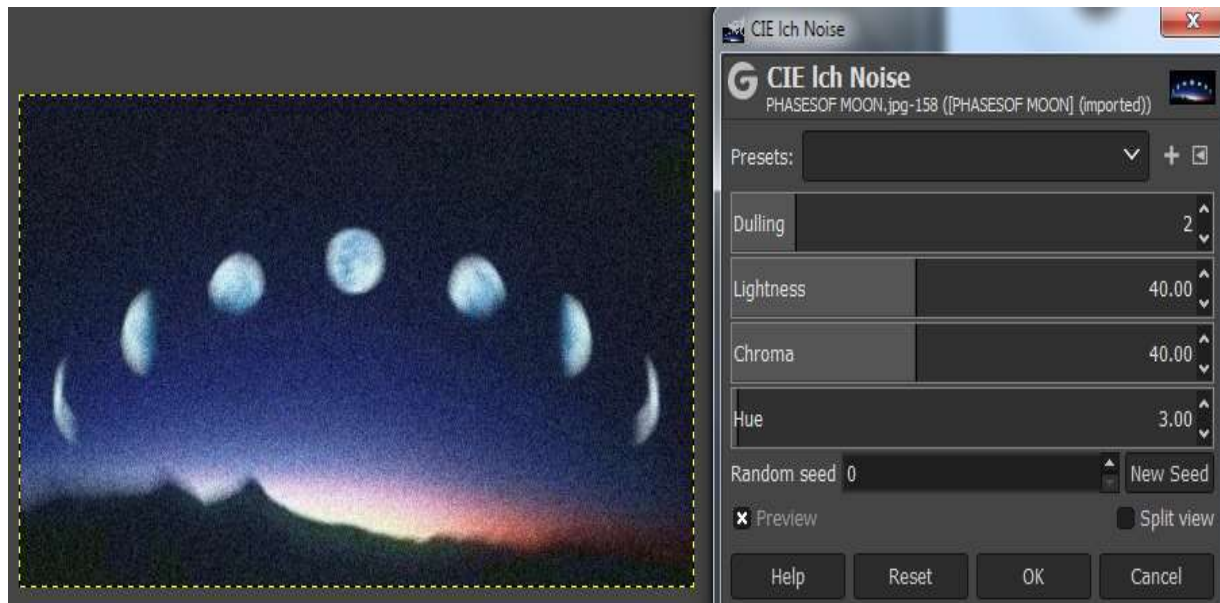 CIE lch Noise
CIE lch Noise
PHASESOF MOON.jpg-158 ([PHASESOF MOON] (imported))
Presets:
Dulling 2
Lightness 40.00
Chroma 40.00
Hue 3.00
Random seed 0 New Seed
Preview Split view
Help Reset OK Cancel